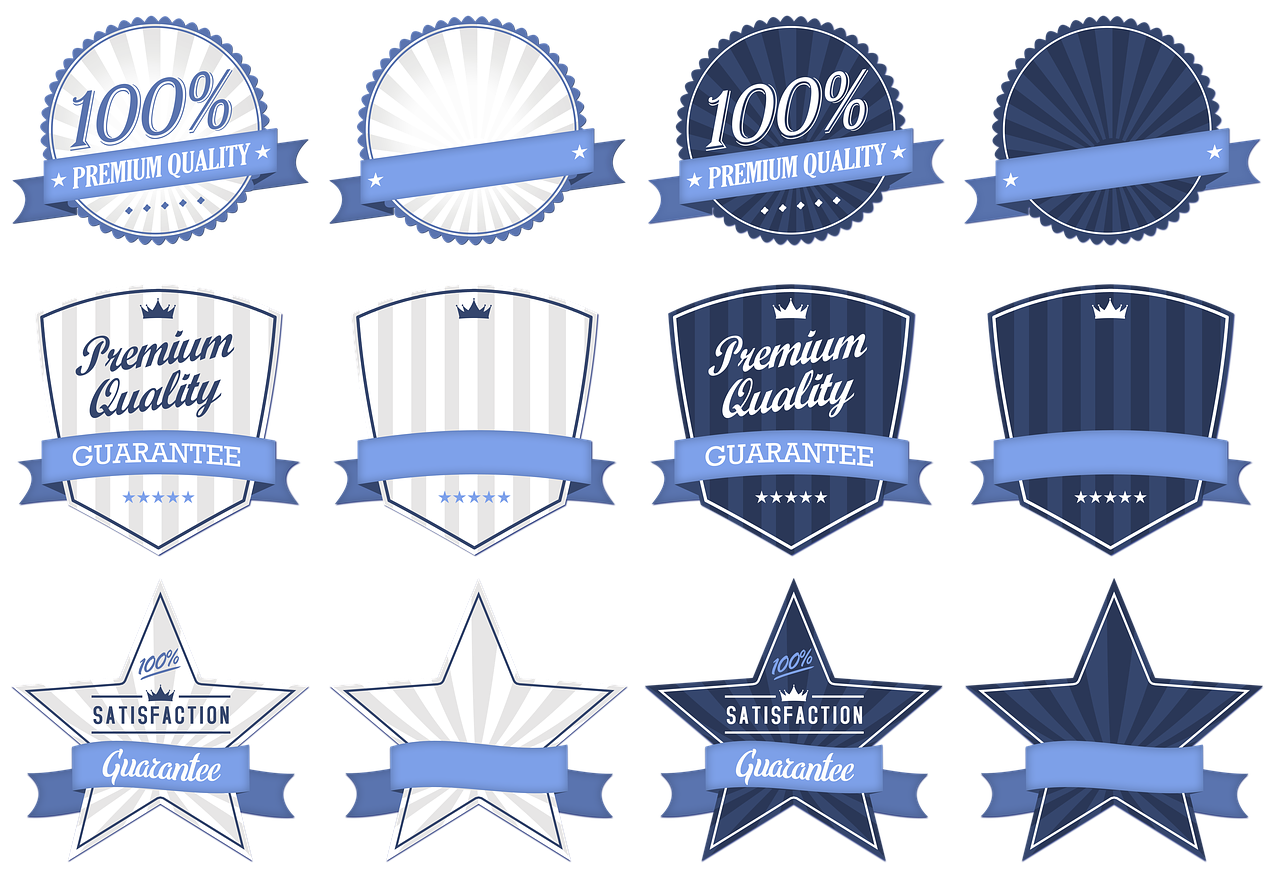 100%
★ PREMIUM QUALITY ★
100%
★ PREMIUM QUALITY ★
Premium
Quality
GUARANTEE
Premium
Quality
GUARANTEE
100%
SATISFACTION
Guarantee
100%
SATISFACTION
Guarantee